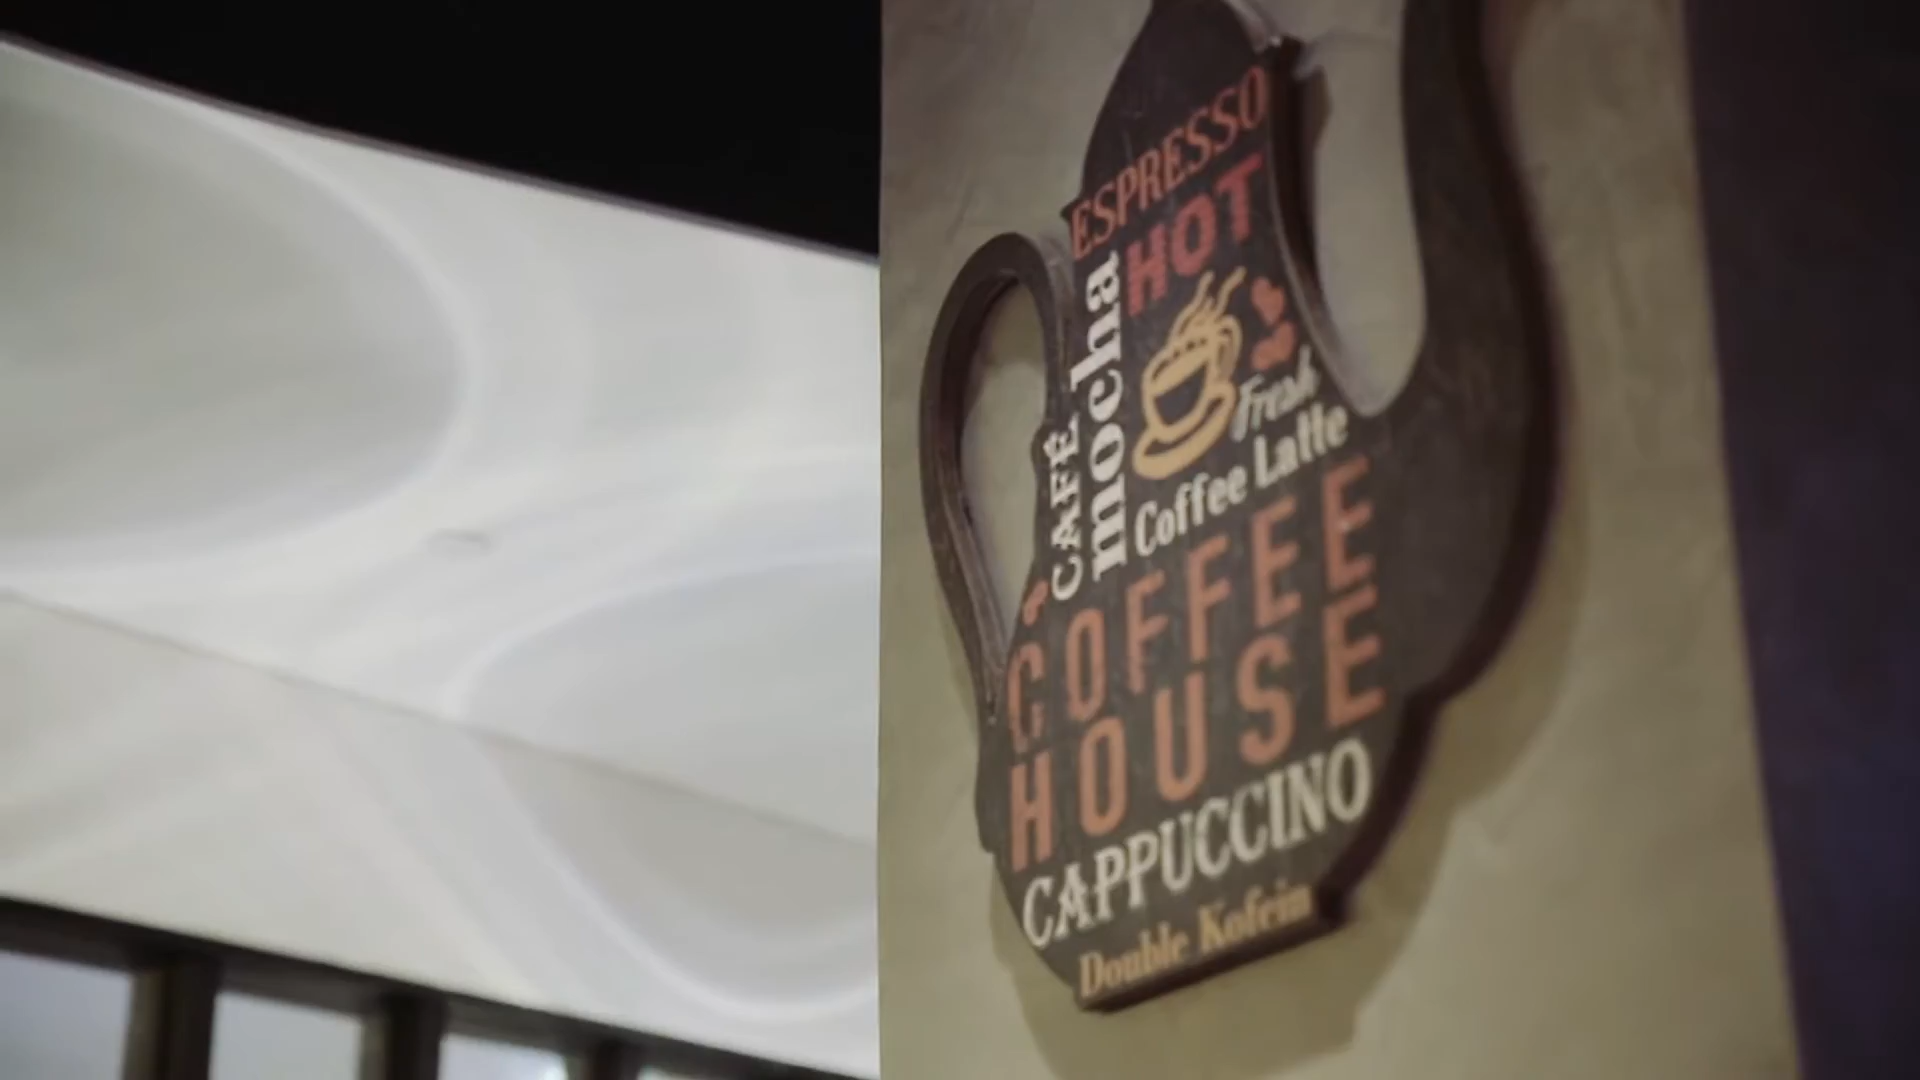 ESPRESSO
HOT
CAFÉ
mocha
Fresh
Coffee Latte
COFFEE
HOUSE
CAPPUCCINO
Double Kofein